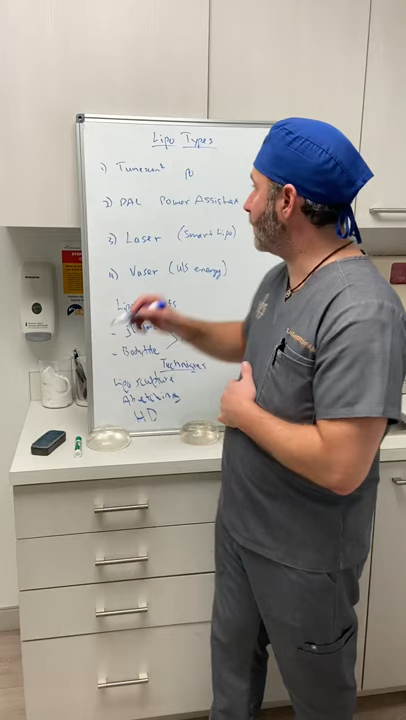 Lipo Types
1) Tumescent pt
2) PAL Power Assisted
3) Laser (Smart Lipo)
4) Vaser (U/S energy)
- Bodytite
Techniques
Lipo sculpture
Abetching
HD